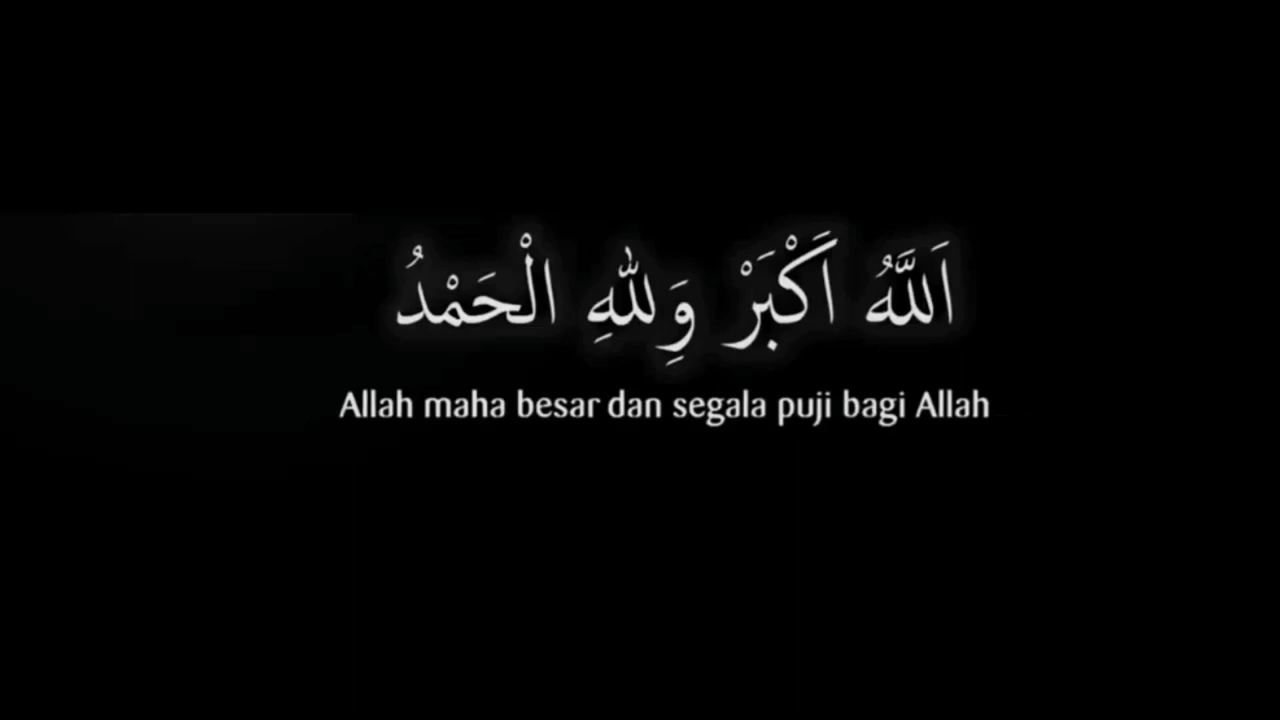 اَللَّهُ اَكْبَرْ وَلِلّٰهِ الْحَمْدُ
Allah maha besar dan segala puji bagi Allah